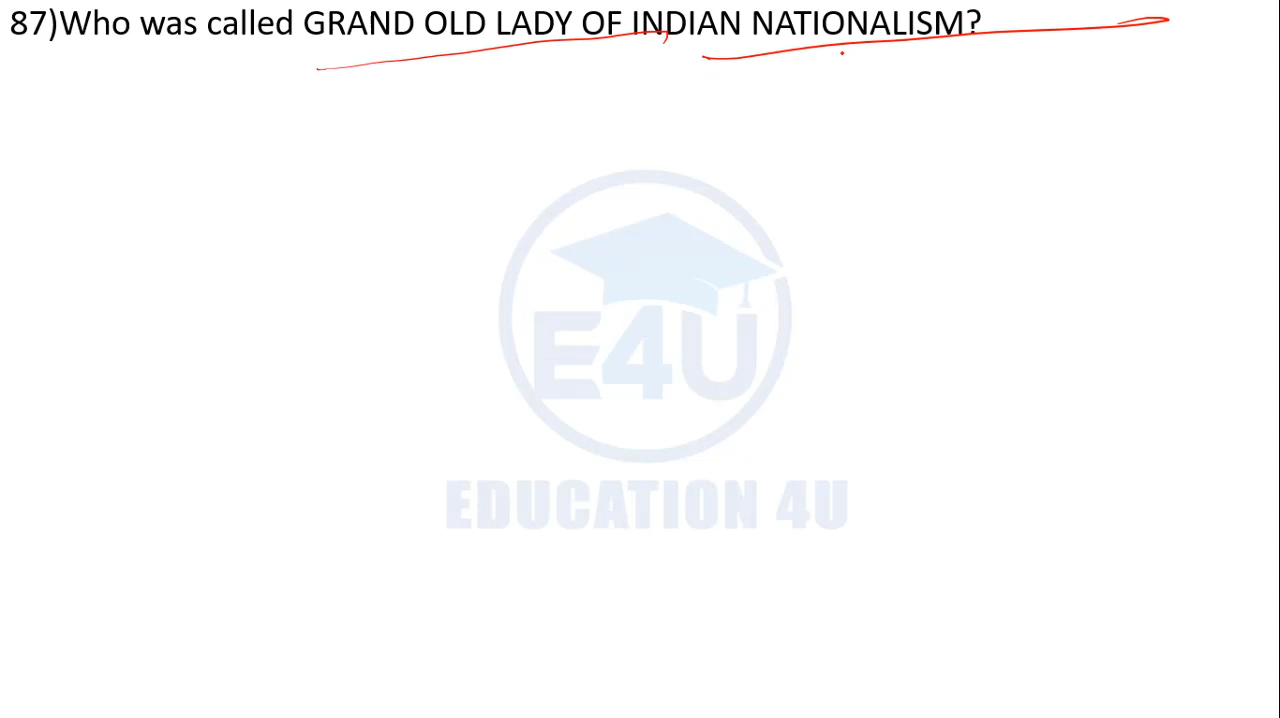 87)Who was called GRAND OLD LADY OF INDIAN NATIONALISM?
E4U
EDUCATION 4U